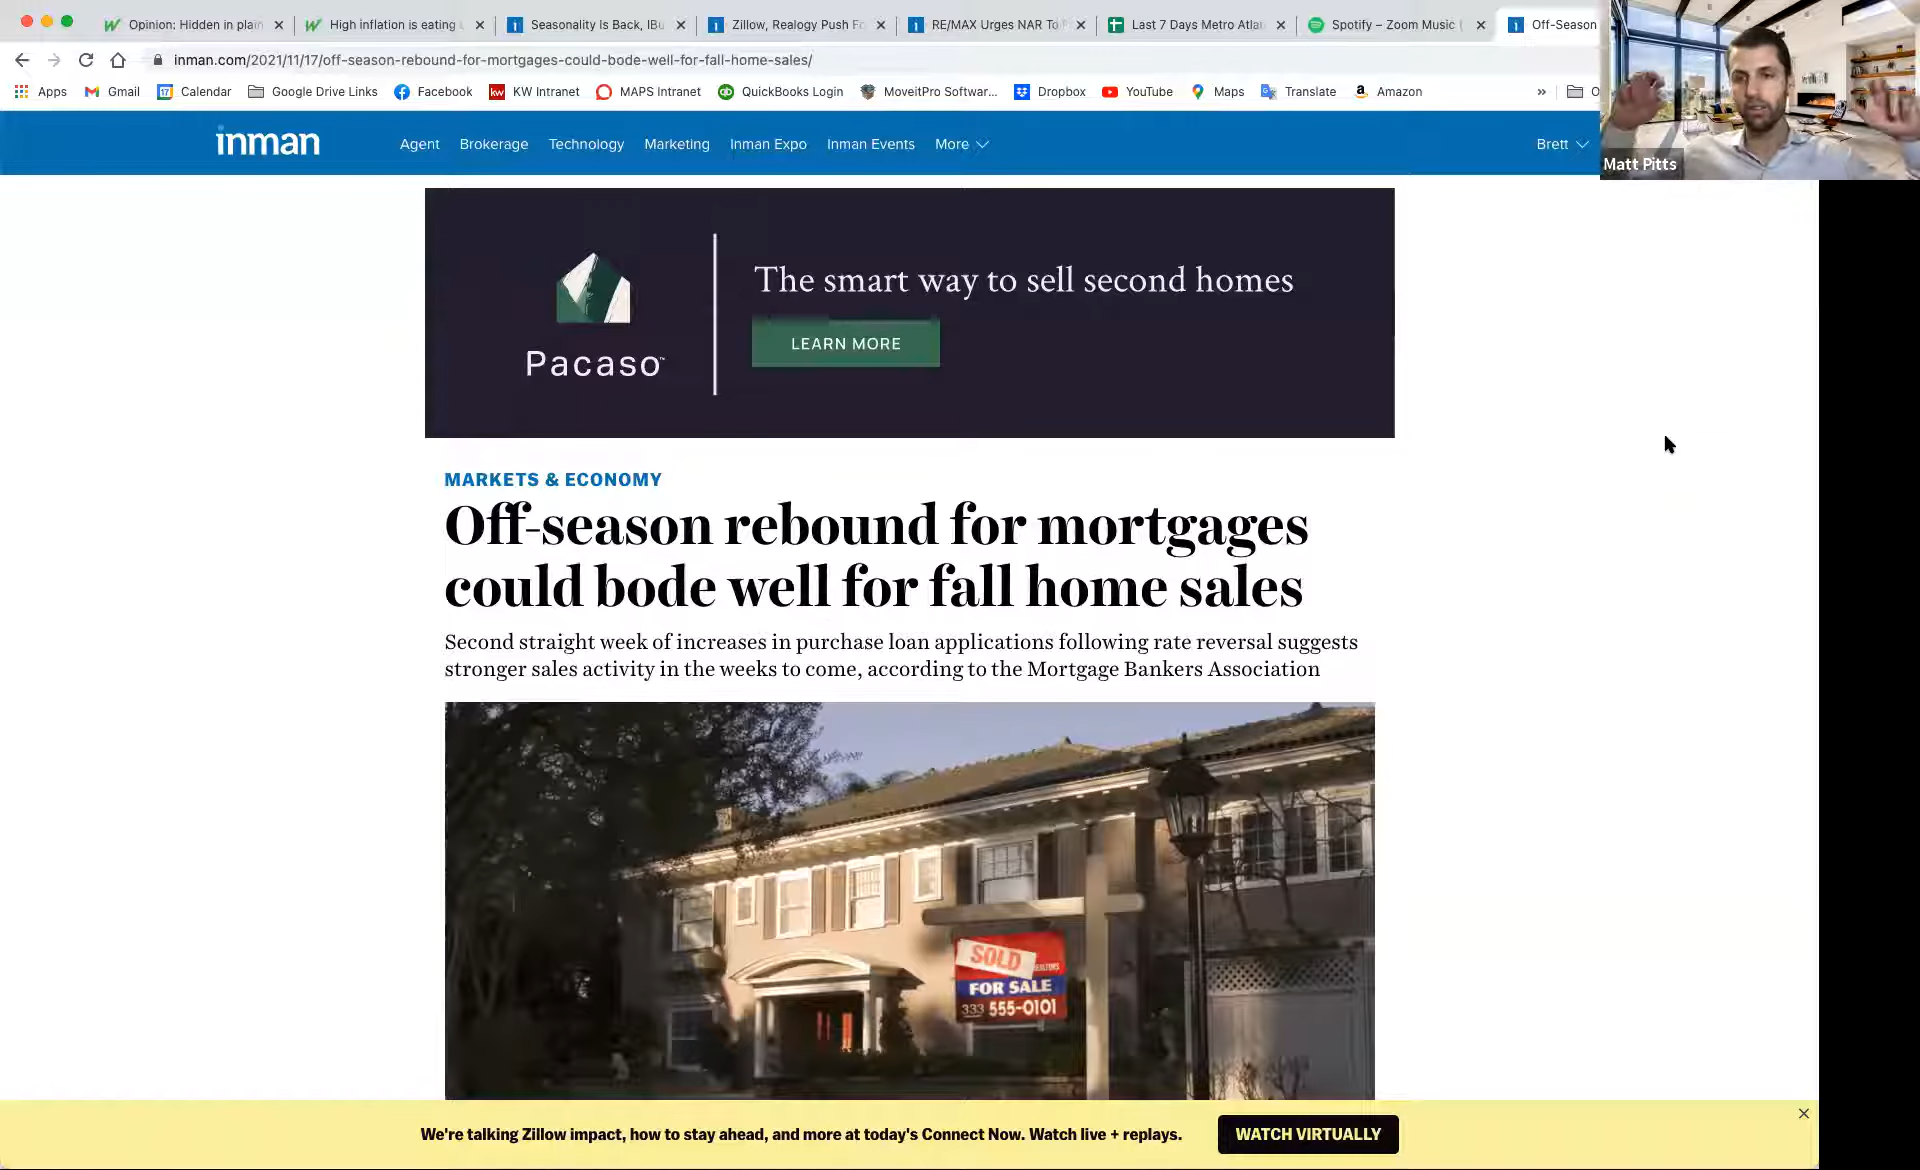 Opinion: Hidden in plain
High inflation is eating
Seasonality Is Back, IBu
Zillow, Realogy Push Fo
RE/MAX Urges NAR To
Last 7 Days Metro Atla
Spotify – Zoom Music
Off-Season
inman.com/2021/11/17/off-season-rebound-for-mortgages-could-bode-well-for-fall-home-sales/
Apps
Gmail
Calendar
Google Drive Links
Facebook
kw KW Intranet
MAPS Intranet
QuickBooks Login
MoveitPro Softwar...
Dropbox
YouTube
Maps
Translate
Amazon
»
Matt Pitts
inman
Agent
Brokerage
Technology
Marketing
Inman Expo
Inman Events
More
Brett
Pacaso™
The smart way to sell second homes
LEARN MORE
MARKETS & ECONOMY
Off-season rebound for mortgages
could bode well for fall home sales
Second straight week of increases in purchase loan applications following rate reversal suggests
stronger sales activity in the weeks to come, according to the Mortgage Bankers Association
SOLD
REALTORS
FOR SALE
333 555-0101
We're talking Zillow impact, how to stay ahead, and more at today's Connect Now. Watch live + replays.
WATCH VIRTUALLY